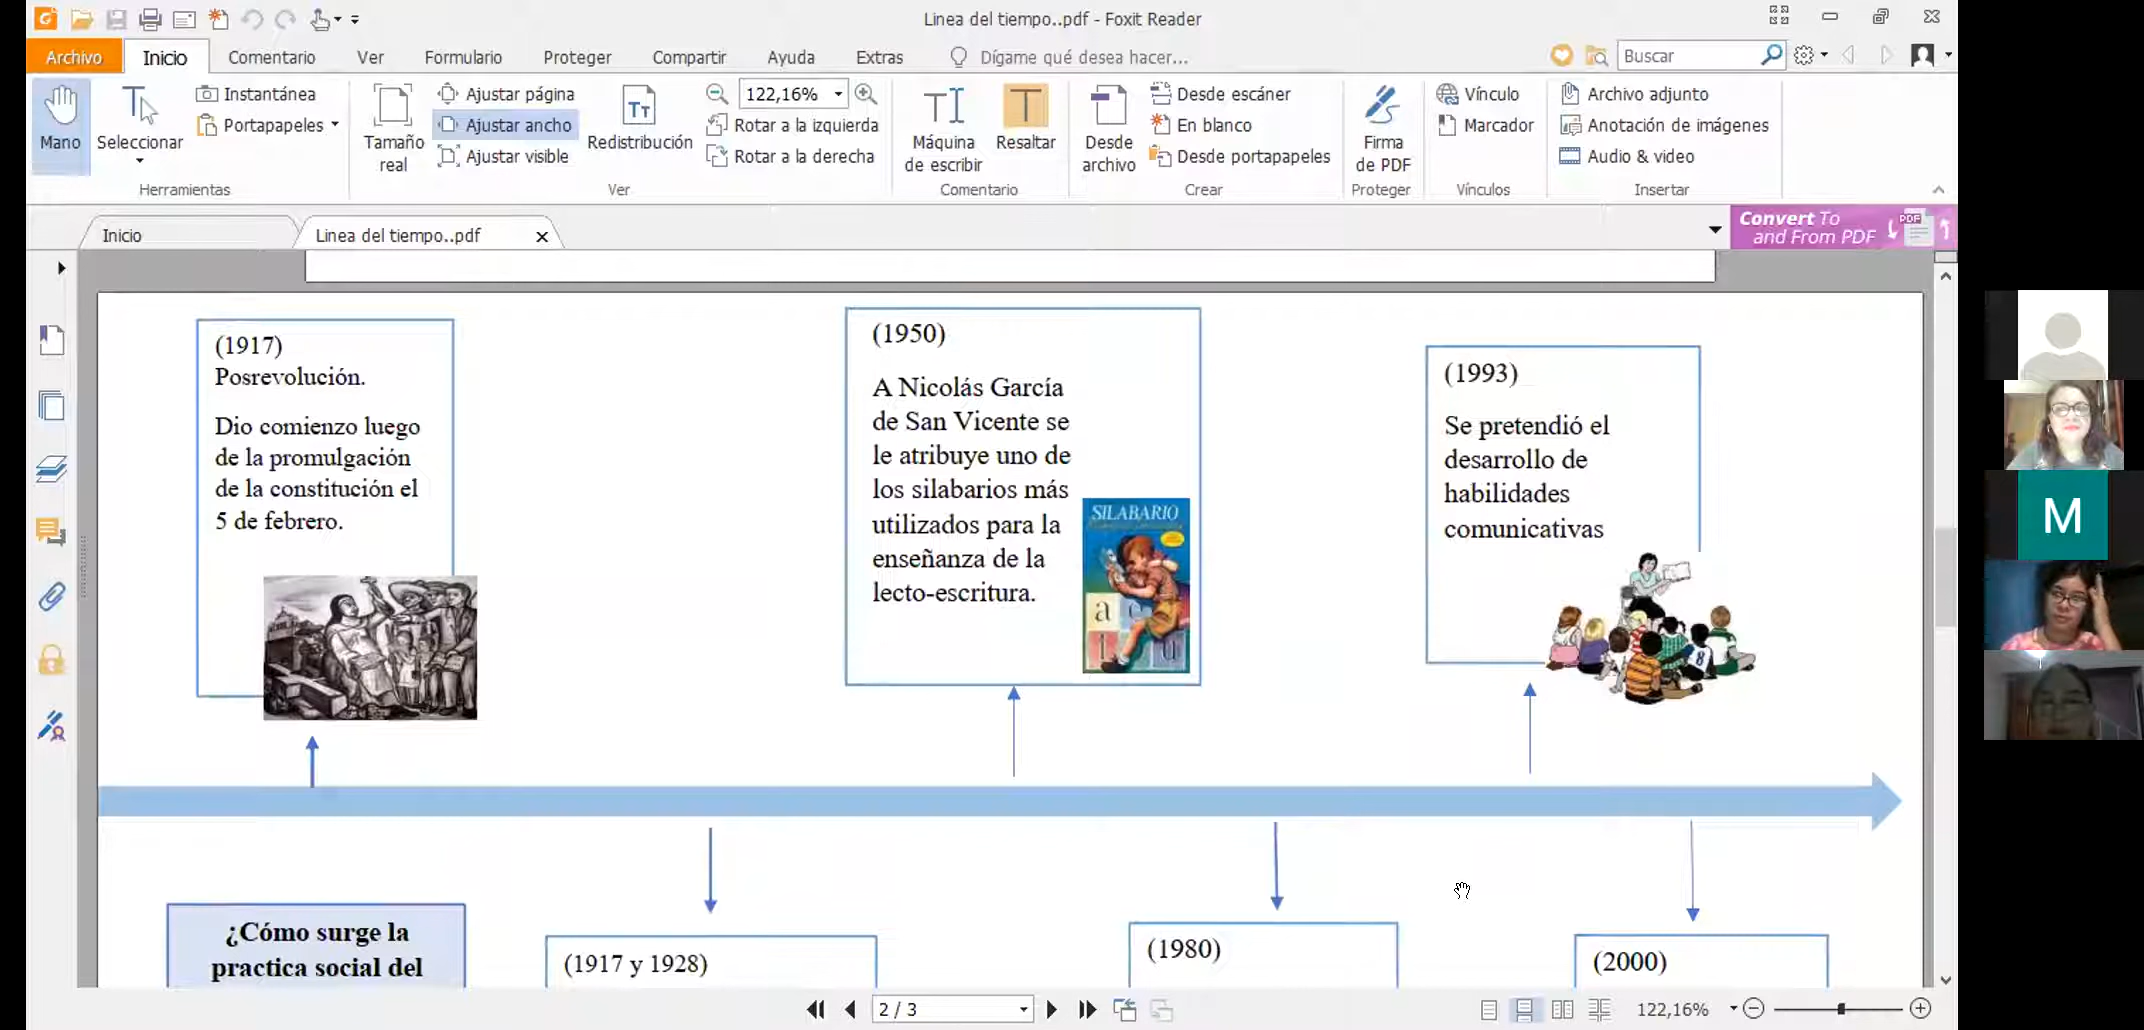 Linea del tiempo..pdf - Foxit Reader
Archivo
Inicio
Comentario
Ver
Formulario
Proteger
Compartir
Ayuda
Extras
Dígame qué desea hacer...
Buscar
Mano
Seleccionar
Instantánea
Portapapeles
Herramientas
Tamaño
real
Ajustar página
Ajustar ancho
Ajustar visible
Redistribución
122,16%
Rotar a la izquierda
Rotar a la derecha
Ver
Máquina
de escribir
Resaltar
Comentario
Desde
archivo
Desde escáner
En blanco
Desde portapapeles
Crear
Firma
de PDF
Proteger
Vínculo
Marcador
Vínculos
Archivo adjunto
Anotación de imágenes
Audio & video
Insertar
Inicio
Linea del tiempo..pdf
Convert To
and From PDF
PDF
(1917)
Posrevolución.
Dio comienzo luego
de la promulgación
de la constitución el
5 de febrero.
(1950)
A Nicolás García
de San Vicente se
le atribuye uno de
los silabarios más
utilizados para la
enseñanza de la
lecto-escritura.
SILABARIO
a
e
i
u
(1993)
Se pretendió el
desarrollo de
habilidades
comunicativas
8
M
¿Cómo surge la
practica social del
(1917 y 1928)
(1980)
(2000)
2 / 3
122,16%